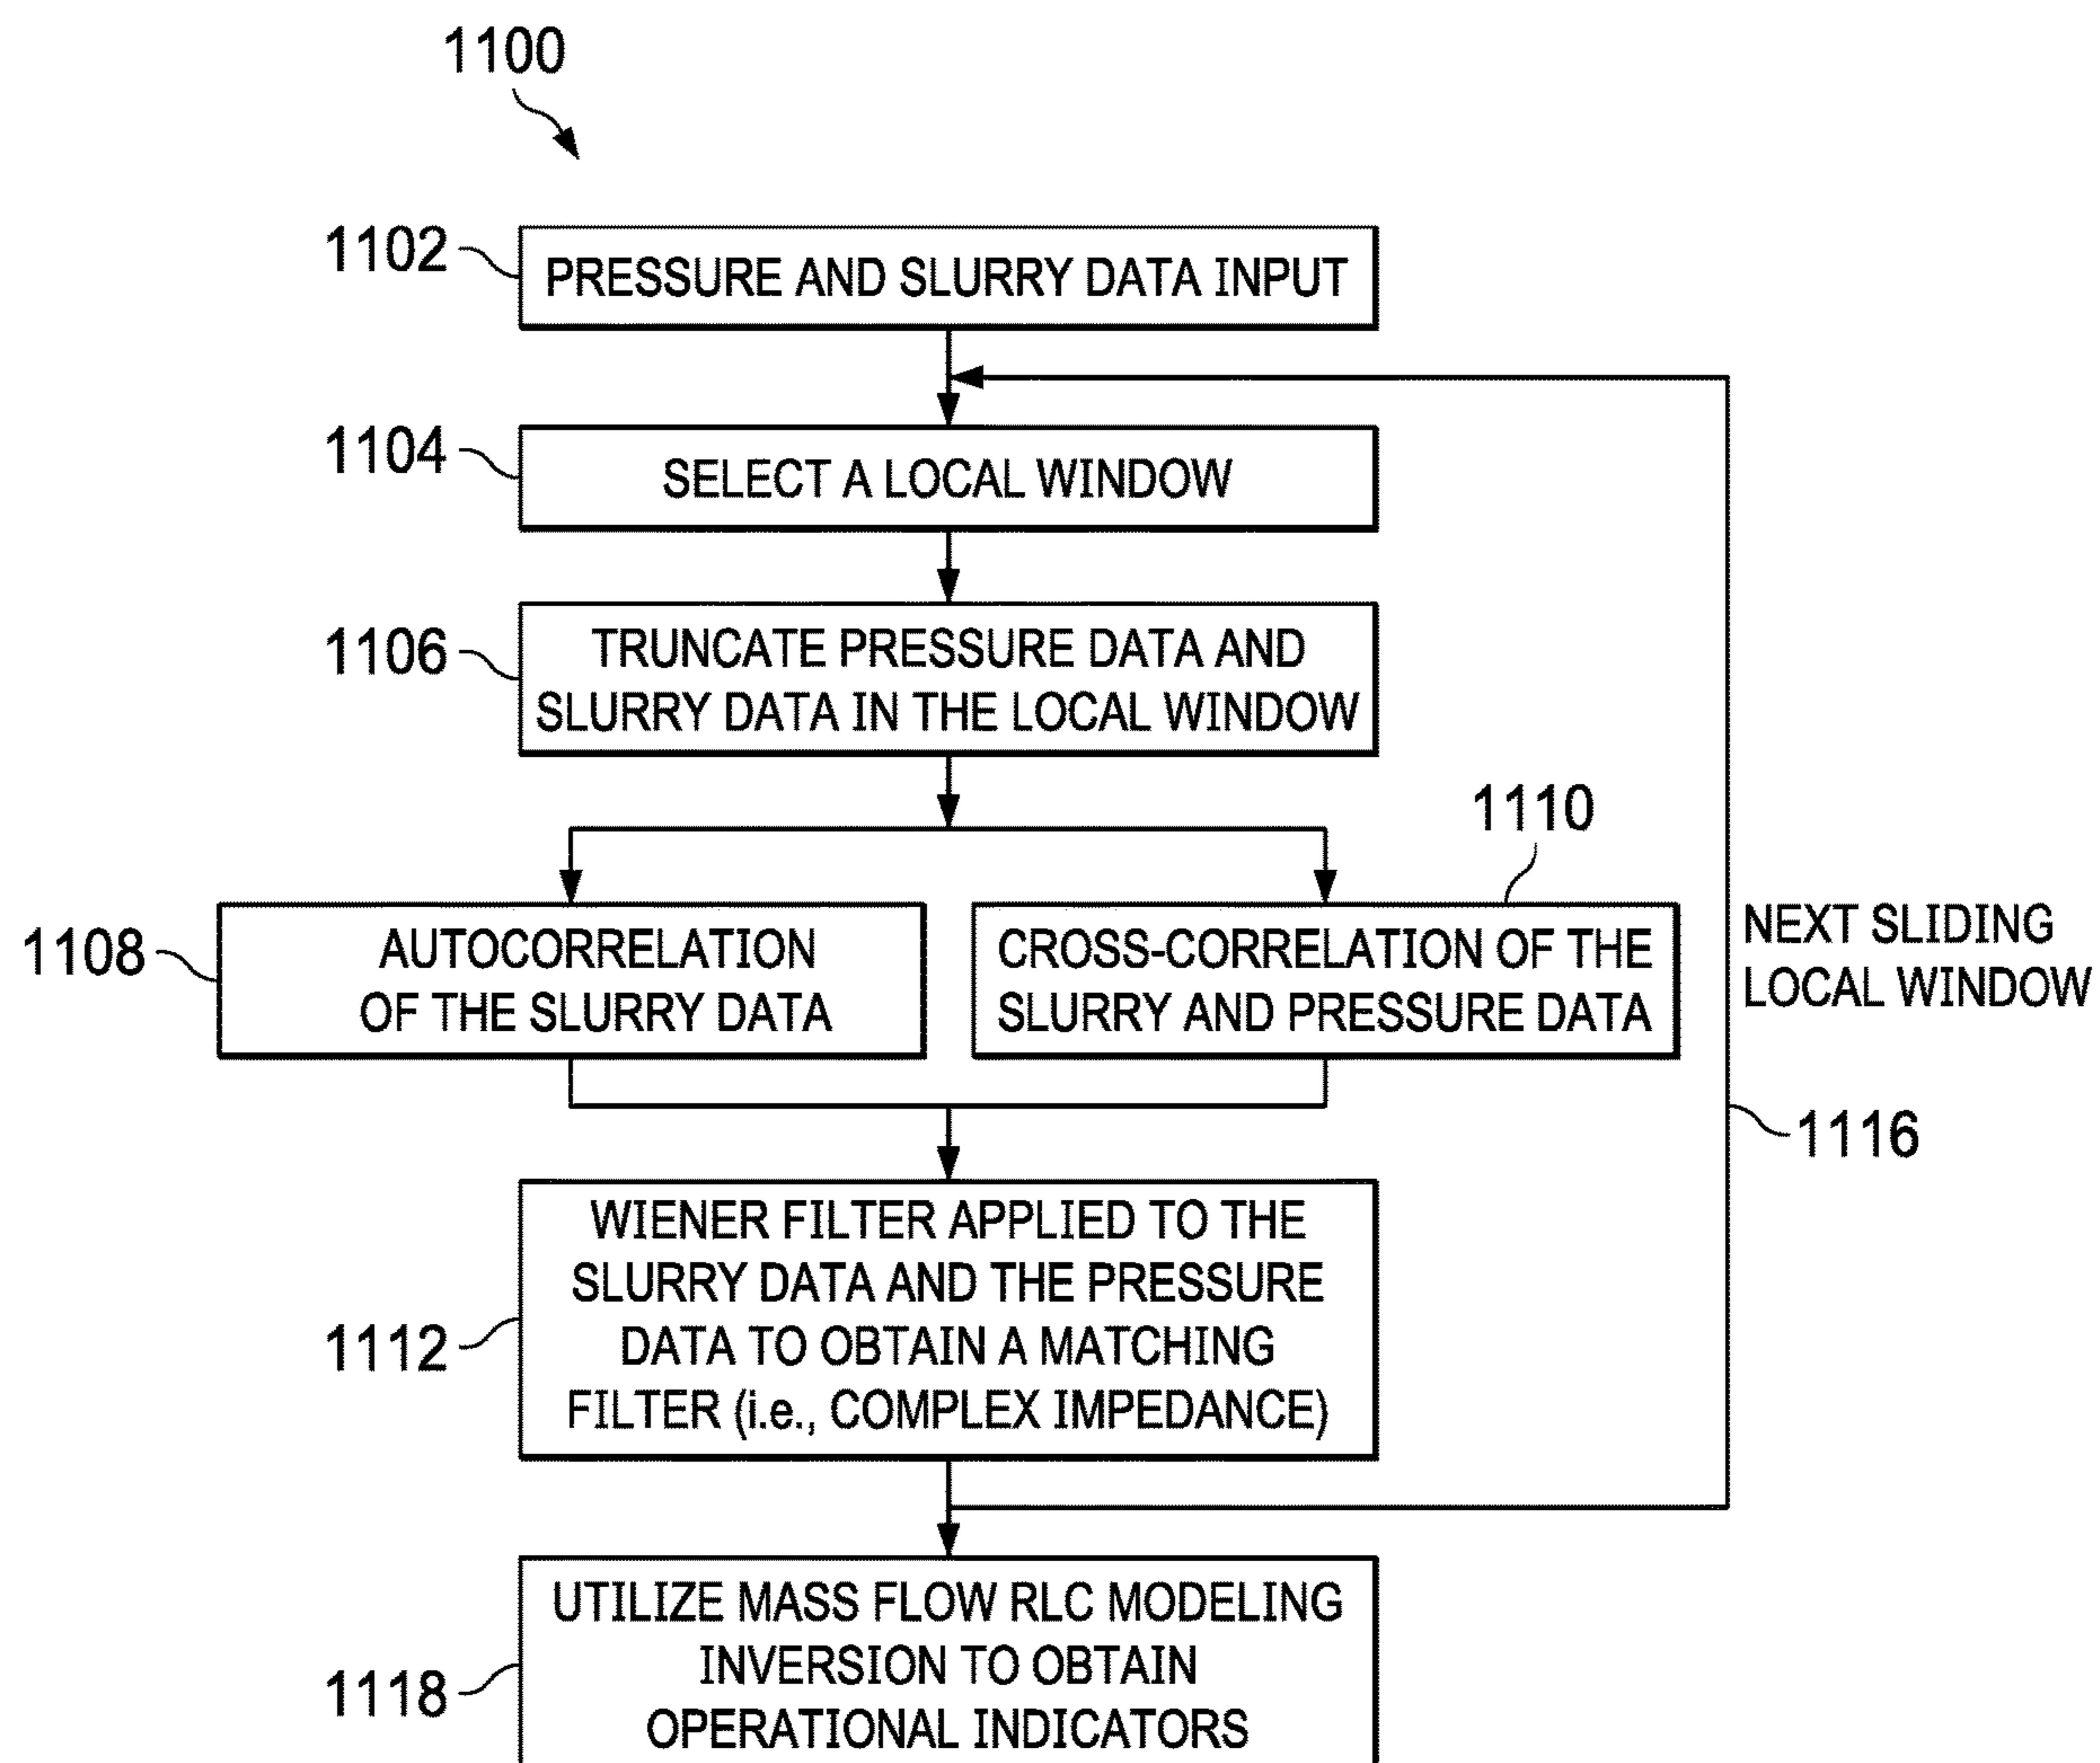 1100
1102
PRESSURE AND SLURRY DATA INPUT
1104
SELECT A LOCAL WINDOW
1106
TRUNCATE PRESSURE DATA AND
SLURRY DATA IN THE LOCAL WINDOW
1110
1108
AUTOCORRELATION
OF THE SLURRY DATA
CROSS-CORRELATION OF THE
SLURRY AND PRESSURE DATA
NEXT SLIDING
LOCAL WINDOW
1116
1112
WIENER FILTER APPLIED TO THE
SLURRY DATA AND THE PRESSURE
DATA TO OBTAIN A MATCHING
FILTER (i.e., COMPLEX IMPEDANCE)
1118
UTILIZE MASS FLOW RLC MODELING
INVERSION TO OBTAIN
OPERATIONAL INDICATORS